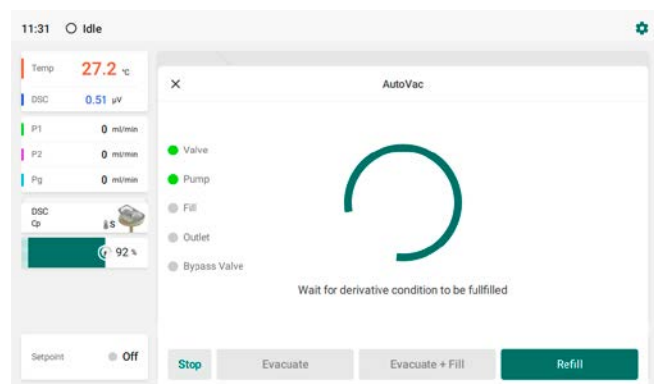 11:31 Idle
Temp 27.2 °C
DSC 0.51 µV
P1 0 ml/min
P2 0 ml/min
Pg 0 ml/min
DSC
Cp S
92 %
Setpoint Off
AutoVac
Valve
Pump
Fill
Outlet
Bypass Valve
Wait for derivative condition to be fullfilled
Stop Evacuate Evacuate + Fill Refill